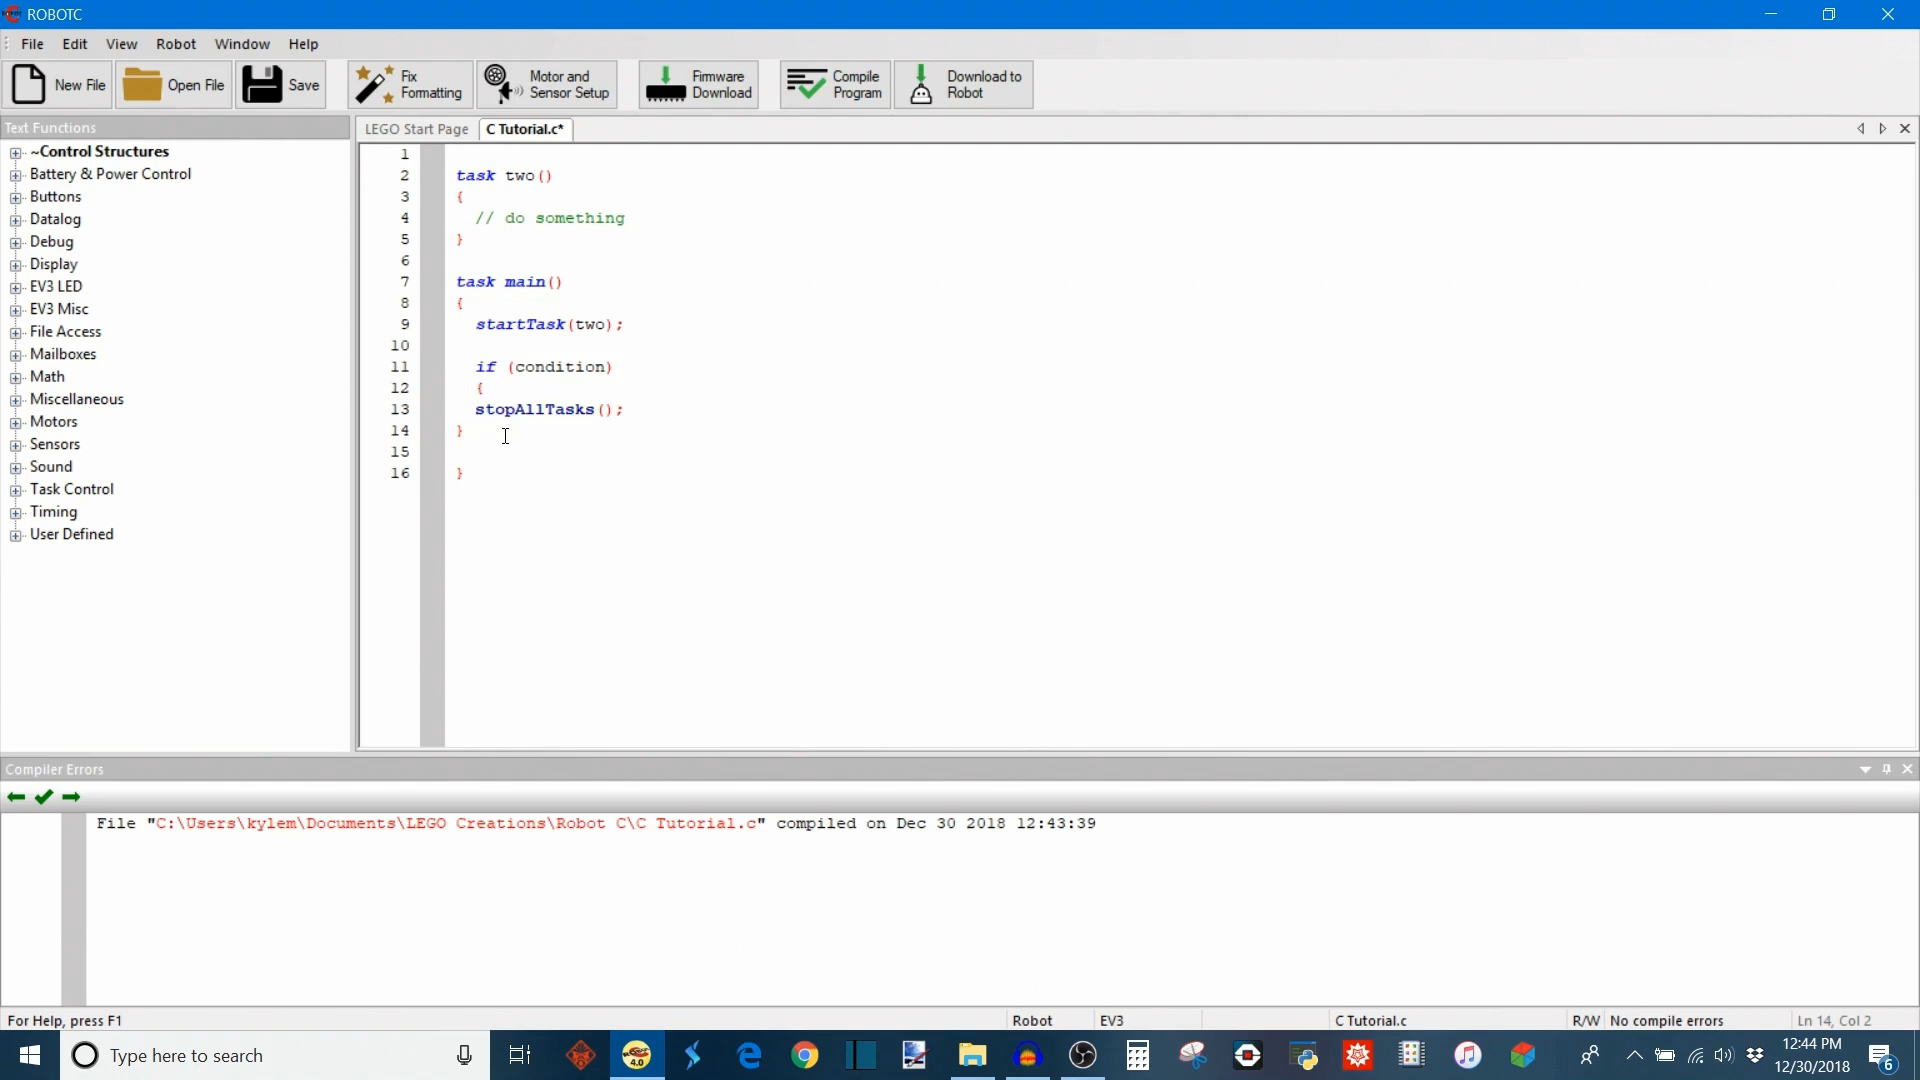 ROBOTC
File Edit View Robot Window Help
New File Open File Save Fix Formatting Motor and Sensor Setup Firmware Download Compile Program Download to Robot
Text Functions
~Control Structures
Battery & Power Control
Buttons
Datalog
Debug
Display
EV3 LED
EV3 Misc
File Access
Mailboxes
Math
Miscellaneous
Motors
Sensors
Sound
Task Control
Timing
User Defined
LEGO Start Page C Tutorial.c*
1
2 task two()
3 {
4 // do something
5 }
6
7 task main()
8 {
9 startTask(two);
10
11 if (condition)
12 {
13 stopAllTasks();
14 }
15
16 }
Compiler Errors
File "C:\Users\kylem\Documents\LEGO Creations\Robot C\C Tutorial.c" compiled on Dec 30 2018 12:43:39
For Help, press F1 Robot EV3 C Tutorial.c R/W No compile errors Ln 14, Col 2
Type here to search 4.0 12:44 PM
12/30/2018 6